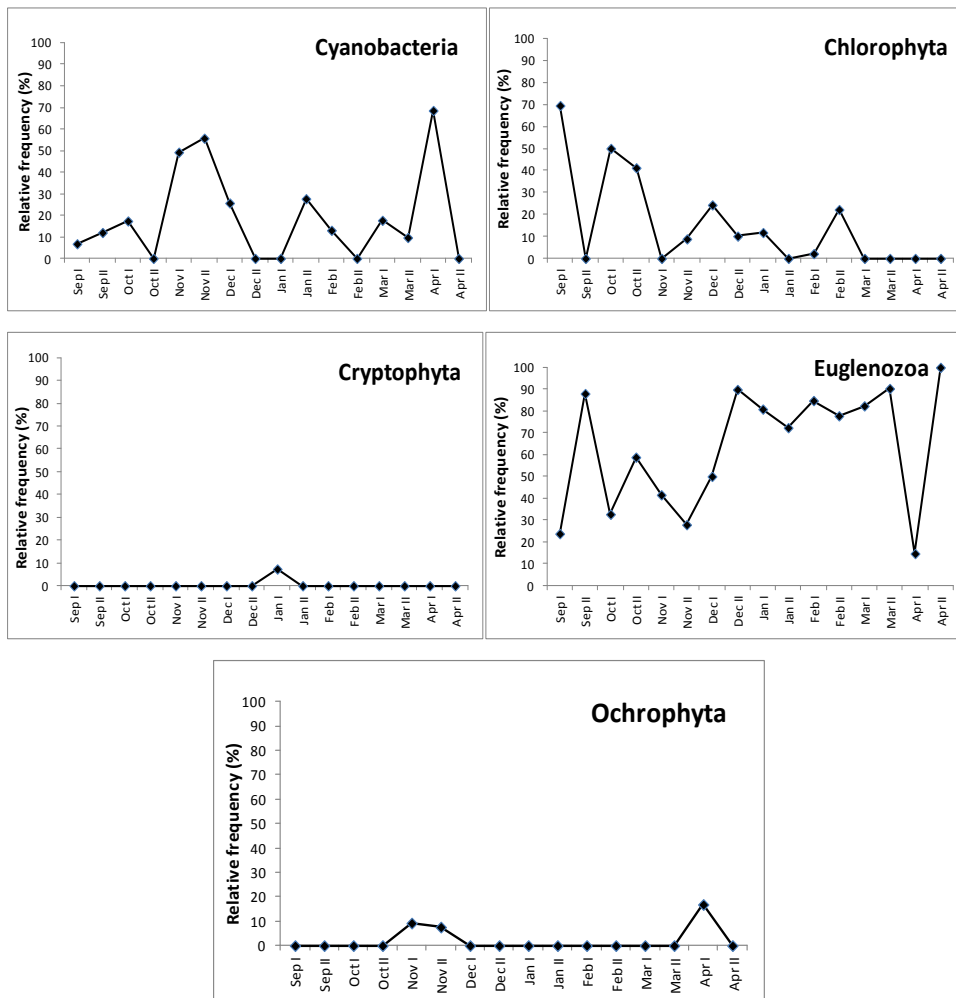 Cyanobacteria
Relative frequency (%)
100
90
80
70
60
50
40
30
20
10
0
Sep I
Sep II
Oct I
Oct II
Nov I
Nov II
Dec I
Dec II
Jan I
Jan II
Feb I
Feb II
Mar I
Mar II
Apr I
Apr II
Chlorophyta
Relative frequency (%)
100
90
80
70
60
50
40
30
20
10
0
Sep I
Sep II
Oct I
Oct II
Nov I
Nov II
Dec I
Dec II
Jan I
Jan II
Feb I
Feb II
Mar I
Mar II
Apr I
Apr II
Cryptophyta
Relative frequency (%)
100
90
80
70
60
50
40
30
20
10
0
Sep I
Sep II
Oct I
Oct II
Nov I
Nov II
Dec I
Dec II
Jan I
Jan II
Feb I
Feb II
Mar I
Mar II
Apr I
Apr II
Euglenozoa
Relative frequency (%)
100
90
80
70
60
50
40
30
20
10
0
Sep I
Sep II
Oct I
Oct II
Nov I
Nov II
Dec I
Dec II
Jan I
Jan II
Feb I
Feb II
Mar I
Mar II
Apr I
Apr II
Ochrophyta
Relative frequency (%)
100
90
80
70
60
50
40
30
20
10
0
Sep I
Sep II
Oct I
Oct II
Nov I
Nov II
Dec I
Dec II
Jan I
Jan II
Feb I
Feb II
Mar I
Mar II
Apr I
Apr II